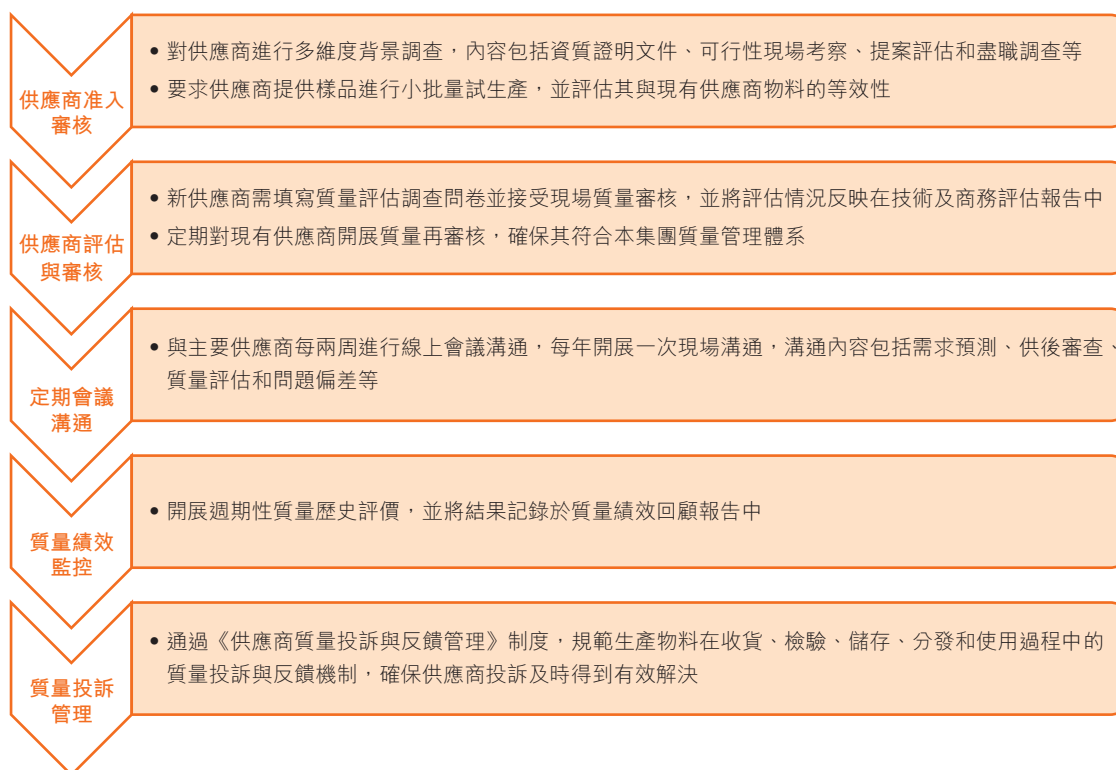 供應商准入
審核
• 對供應商進行多維度背景調查，內容包括資質證明文件、可行性現場考察、提案評估和盡職調查等
• 要求供應商提供樣品進行小批量試生產，並評估其與現有供應商物料的等效性
供應商評估
與審核
• 新供應商需填寫質量評估調查問卷並接受現場質量審核，並將評估情況反映在技術及商務評估報告中
• 定期對現有供應商開展質量再審核，確保其符合本集團質量管理體系
定期會議
溝通
• 與主要供應商每兩周進行線上會議溝通，每年開展一次現場溝通，溝通內容包括需求預測、供後審查、
質量評估和問題偏差等
質量績效
監控
• 開展週期性質量歷史評價，並將結果記錄於質量績效回顧報告中
質量投訴
管理
• 通過《供應商質量投訴與反饋管理》制度，規範生產物料在收貨、檢驗、儲存、分發和使用過程中的
質量投訴與反饋機制，確保供應商投訴及時得到有效解決